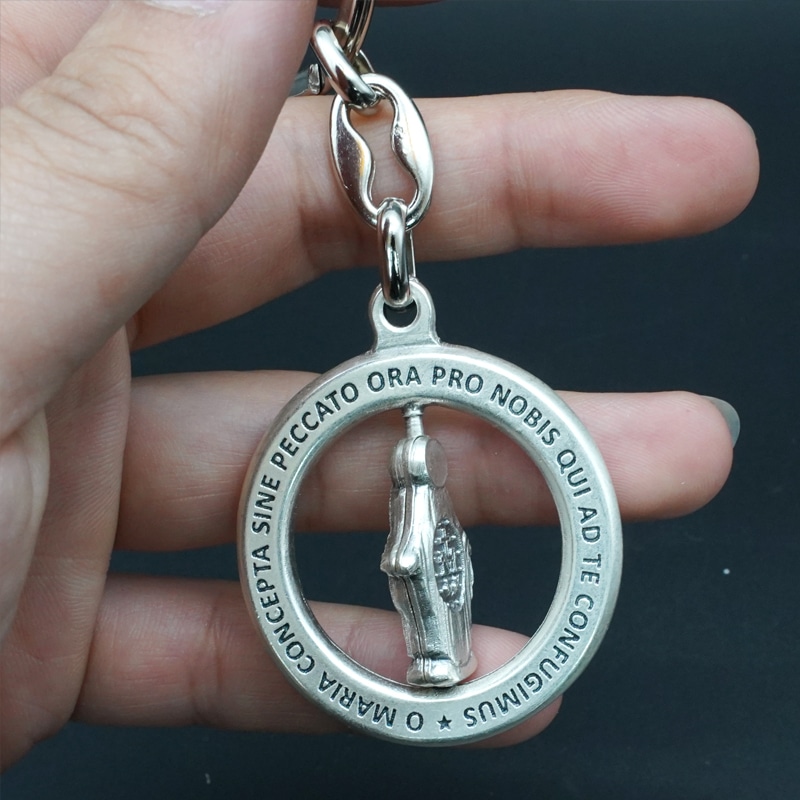 O MARIA CONCEPTA SINE PECCATO ORA PRO NOBIS QUI AD TE CONFUGIMUS ★